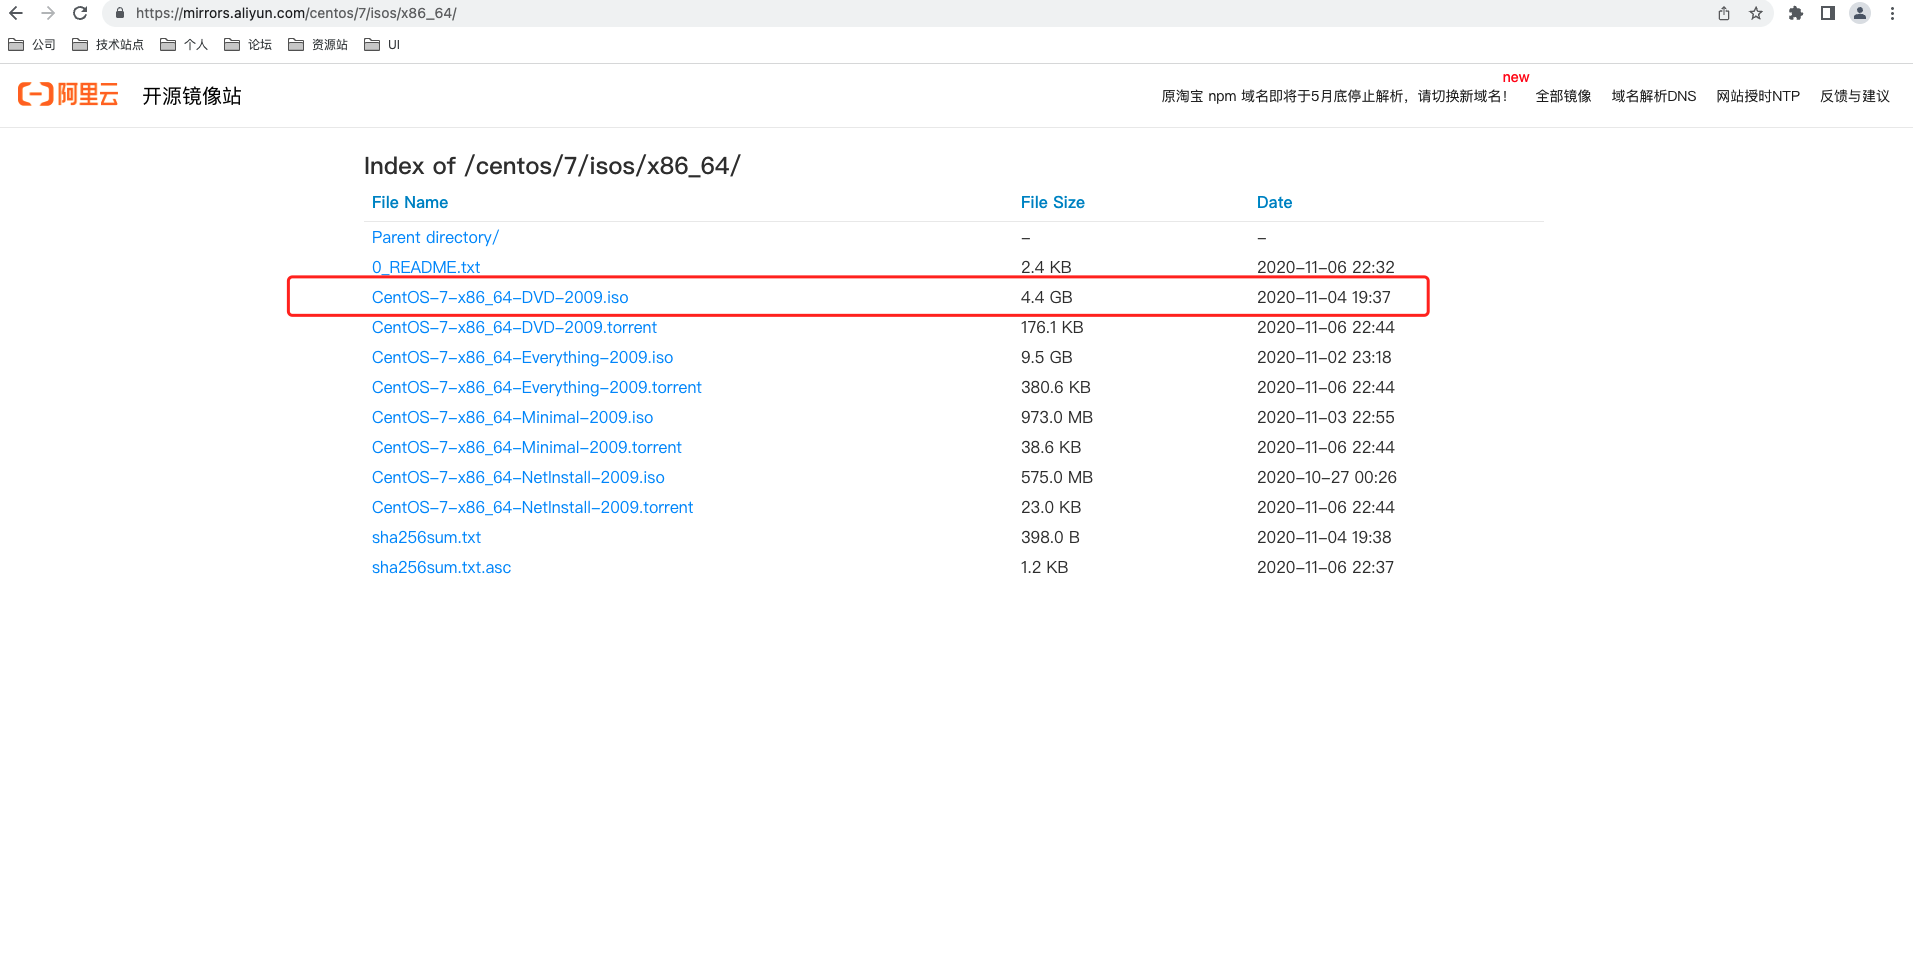 https://mirrors.aliyun.com/centos/7/isos/x86_64/
公司 技术站点 个人 论坛 资源站 UI
阿里云 开源镜像站 原淘宝 npm 域名即将于5月底停止解析，请切换新域名！ new 全部镜像 域名解析DNS 网站授时NTP 反馈与建议
Index of /centos/7/isos/x86_64/
File Name File Size Date
Parent directory/ - -
0_README.txt 2.4 KB 2020-11-06 22:32
CentOS-7-x86_64-DVD-2009.iso 4.4 GB 2020-11-04 19:37
CentOS-7-x86_64-DVD-2009.torrent 176.1 KB 2020-11-06 22:44
CentOS-7-x86_64-Everything-2009.iso 9.5 GB 2020-11-02 23:18
CentOS-7-x86_64-Everything-2009.torrent 380.6 KB 2020-11-06 22:44
CentOS-7-x86_64-Minimal-2009.iso 973.0 MB 2020-11-03 22:55
CentOS-7-x86_64-Minimal-2009.torrent 38.6 KB 2020-11-06 22:44
CentOS-7-x86_64-NetInstall-2009.iso 575.0 MB 2020-10-27 00:26
CentOS-7-x86_64-NetInstall-2009.torrent 23.0 KB 2020-11-06 22:44
sha256sum.txt 398.0 B 2020-11-04 19:38
sha256sum.txt.asc 1.2 KB 2020-11-06 22:37